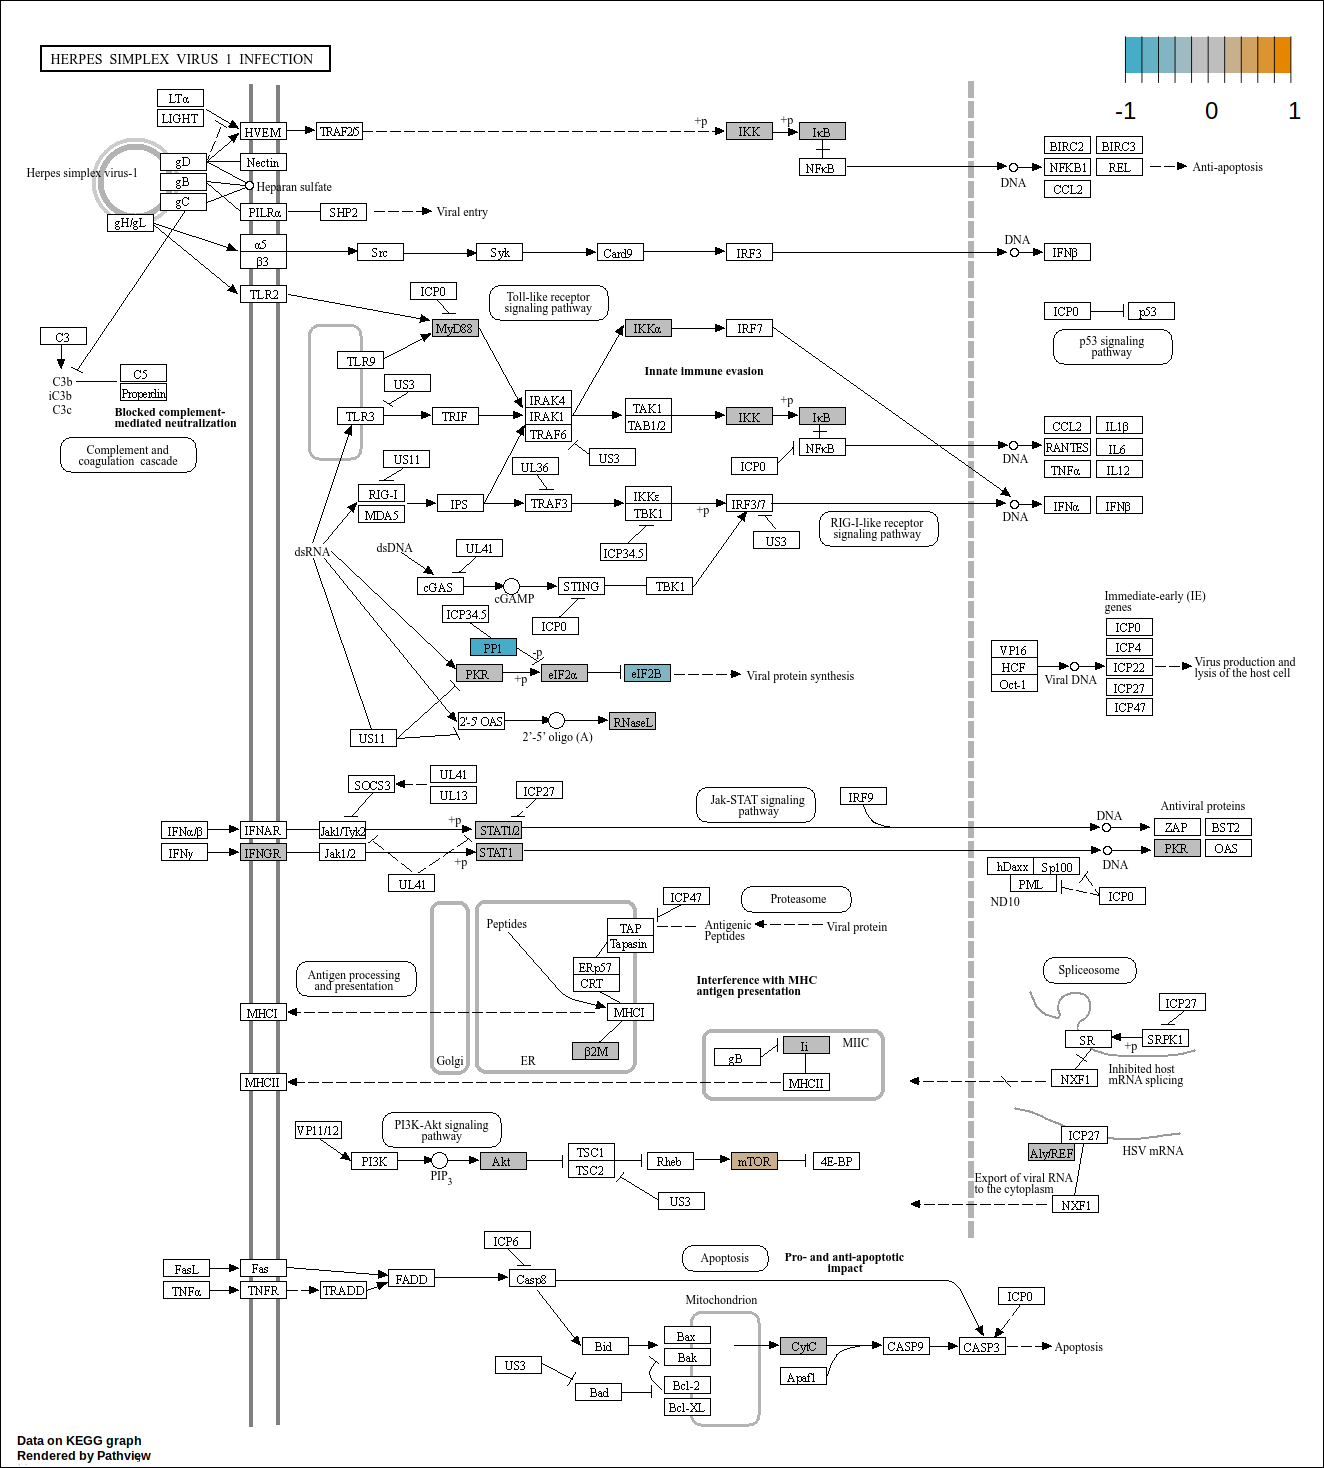 HERPES SIMPLEX VIRUS 1 INFECTION
-1 0 1
LTα
LIGHT
HVEM
TRAF2/5
+p
IKK
+p
IκB
NFκB
DNA
BIRC2 BIRC3
NFKB1 REL
CCL2
Anti-apoptosis
Herpes simplex virus-1
gD
gB
gC
gH/gL
Nectin
Heparan sulfate
PILRα
SHP2
Viral entry
α5
β3
Src
Syk
Card9
IRF3
DNA
IFNβ
TLR2
ICP0
MyD88
Toll-like receptor
signaling pathway
IKKα
IRF7
ICP0
p53
p53 signaling
pathway
C3
C3b
iC3b
C3c
C5
Properdin
Blocked complement-
mediated neutralization
Complement and
coagulation cascade
TLR9
US3
TLR3
TRIF
IRAK4
IRAK1
TRAF6
Innate immune evasion
TAK1
TAB1/2
IKK
+p
IκB
NFκB
ICP0
US3
DNA
CCL2 IL1β
RANTES IL6
TNFα IL12
US11
RIG-I
MDA5
IPS
UL36
TRAF3
IKKε
TBK1
+p
IRF3/7
US3
ICP34.5
RIG-I-like receptor
signaling pathway
DNA
IFNα IFNβ
dsRNA
dsDNA
UL41
cGAS
cGAMP
STING
TBK1
ICP0
ICP34.5
PP1
-p
PKR
+p
eIF2α
eIF2B
Viral protein synthesis
2'-5' OAS
2'-5' oligo (A)
RNaseL
US11
Immediate-early (IE)
genes
VP16
HCF
Oct-1
Viral DNA
ICP0
ICP4
ICP22
ICP27
ICP47
Virus production and
lysis of the host cell
SOCS3
UL41
UL13
ICP27
Jak-STAT signaling
pathway
IRF9
IFNα/β
IFNAR
Jak1/Tyk2
+p
STAT1/2
IFNγ
IFNGR
Jak1/2
+p
STAT1
UL41
DNA
DNA
Antiviral proteins
ZAP BST2
PKR OAS
hDaxx Sp100
PML
ND10
ICP0
Peptides
TAP
Tapasin
ICP47
Antigenic
Peptides
Proteasome
Viral protein
ERp57
CRT
MHCI
β2M
Golgi
ER
Antigen processing
and presentation
MHCI
MHCII
Interference with MHC
antigen presentation
gB
Ii
MHCII
MIIC
Spliceosome
ICP27
SR
+p
SRPK1
NXF1
Inhibited host
mRNA splicing
ICP27
Aly/REF
HSV mRNA
Export of viral RNA
to the cytoplasm
NXF1
VP11/12
PI3K-Akt signaling
pathway
PI3K
PIP3
Akt
TSC1
TSC2
Rheb
mTOR
4E-BP
US3
FasL
Fas
TNFα
TNFR
TRADD
FADD
ICP6
Casp8
Apoptosis
Pro- and anti-apoptotic
impact
Mitochondrion
Bid
US3
Bad
Bax
Bak
Bcl-2
Bcl-XL
CytC
Apaf1
CASP9
CASP3
ICP0
Apoptosis
Data on KEGG graph
Rendered by Pathview